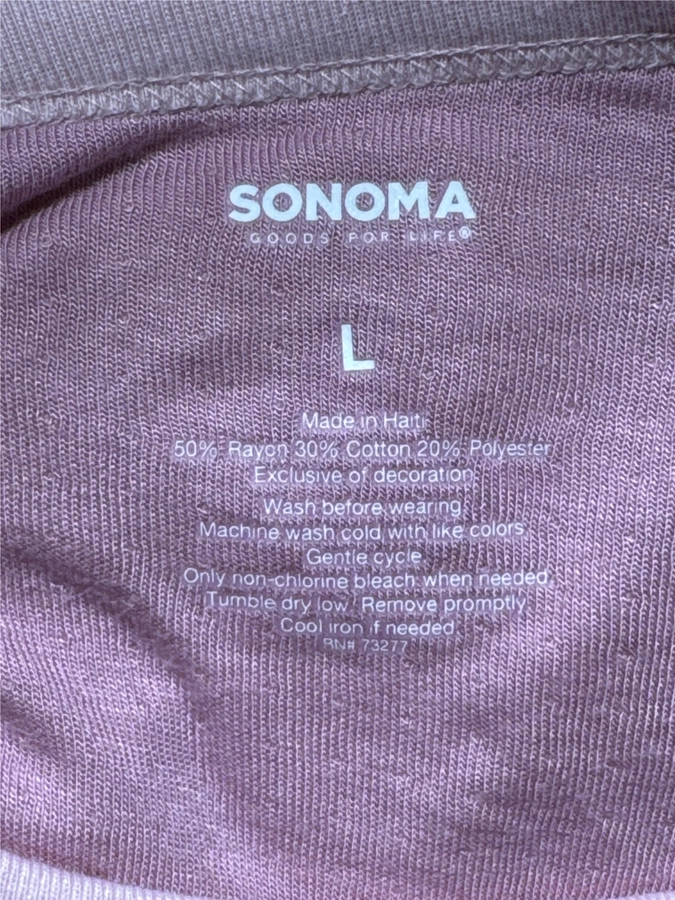 SONOMA
GOODS FOR LIFE®
L
Made in Haiti
50% Rayon 30% Cotton 20% Polyester
Exclusive of decoration
Wash before wearing
Machine wash cold with like colors
Gentle cycle
Only non-chlorine bleach when needed
Tumble dry low. Remove promptly
Cool iron if needed
RN# 73277